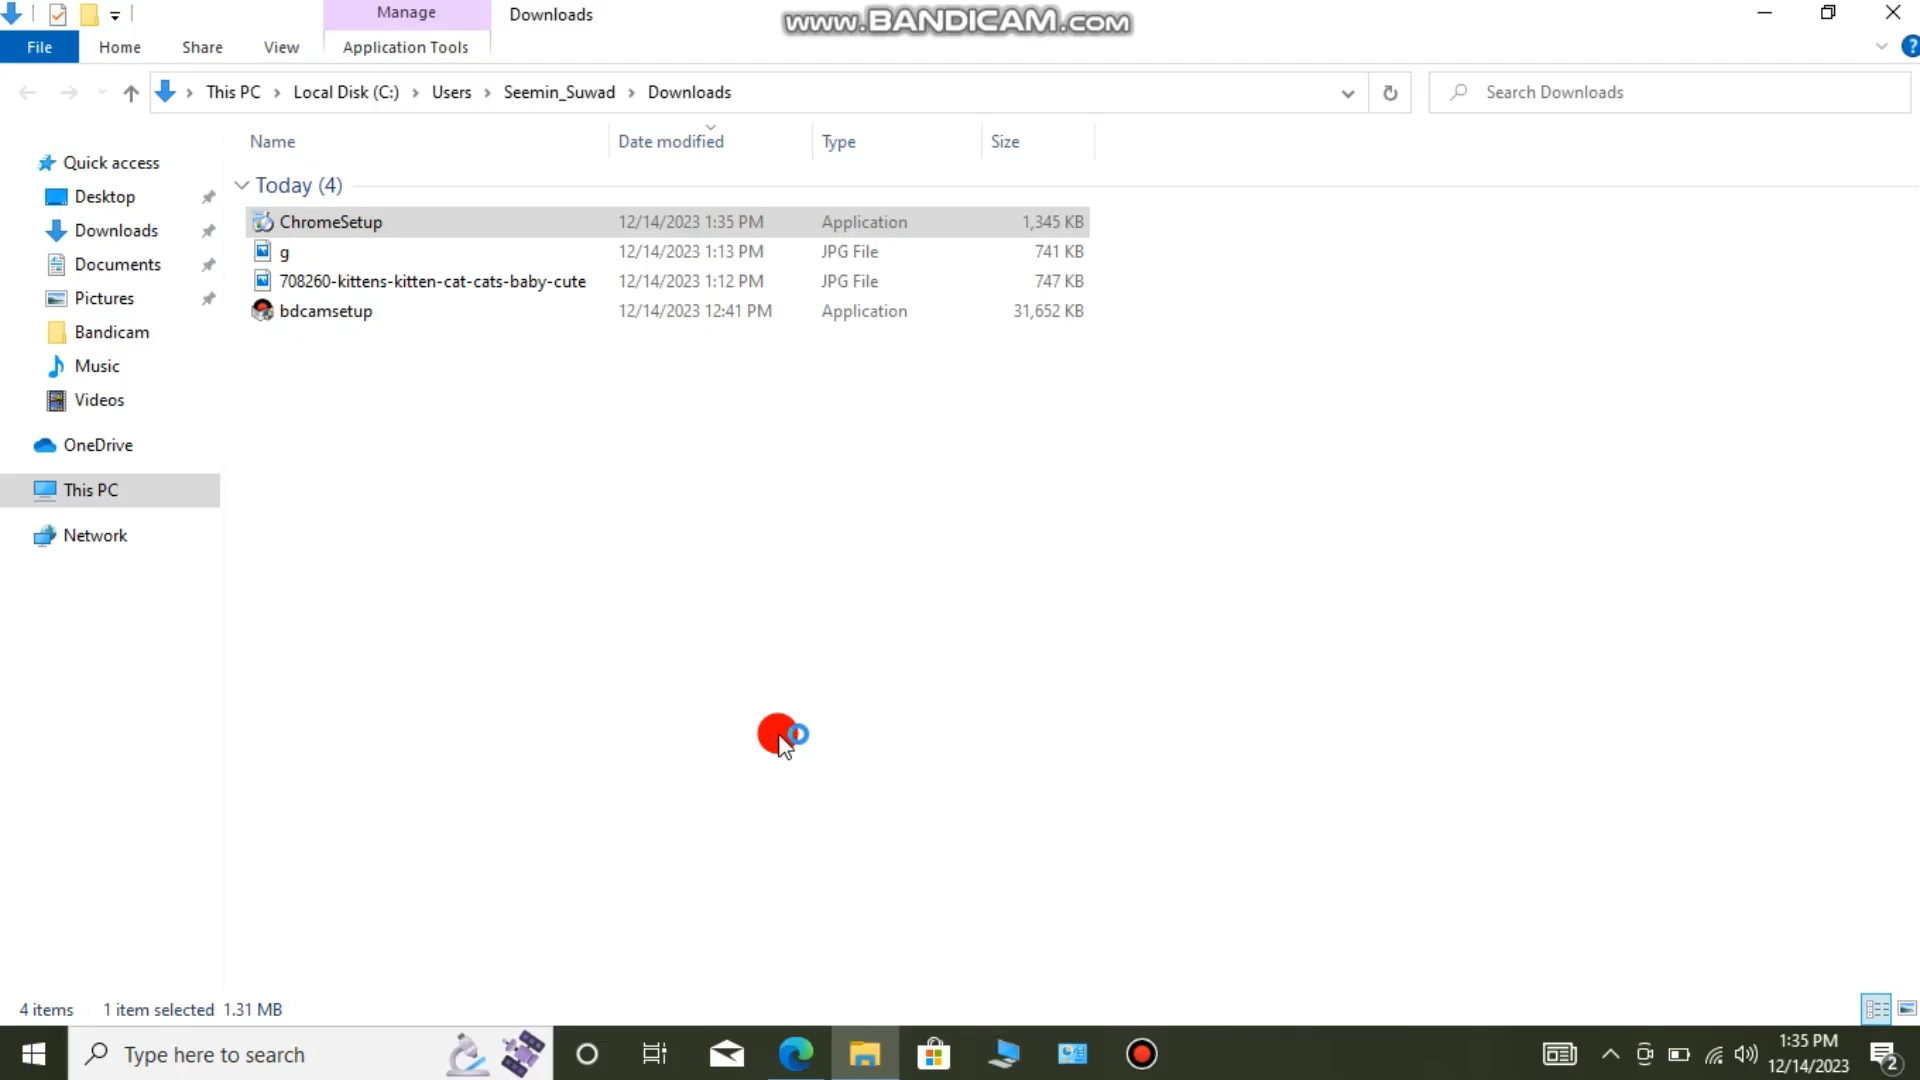 Manage
Downloads
www.BANDICAM.com
File
Home
Share
View
Application Tools
This PC
Local Disk (C:)
Users
Seemin_Suwad
Downloads
Search Downloads
Name
Date modified
Type
Size
Quick access
Desktop
Downloads
Documents
Pictures
Bandicam
Music
Videos
OneDrive
This PC
Network
Today (4)
ChromeSetup 12/14/2023 1:35 PM Application 1,345 KB
g 12/14/2023 1:13 PM JPG File 741 KB
708260-kittens-kitten-cat-cats-baby-cute 12/14/2023 1:12 PM JPG File 747 KB
bdcamsetup 12/14/2023 12:41 PM Application 31,652 KB
4 items 1 item selected 1.31 MB
Type here to search
1:35 PM
12/14/2023
2